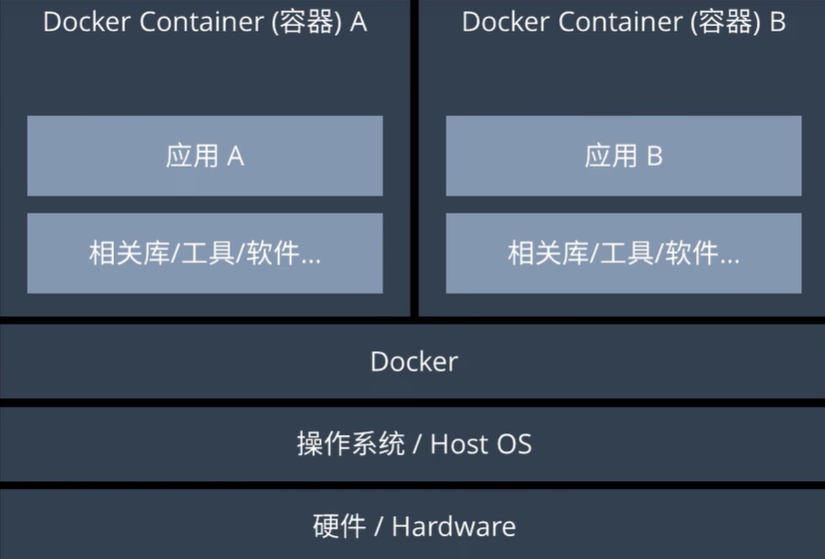 Docker Container (容器) A
Docker Container (容器) B
应用 A
应用 B
相关库/工具/软件...
相关库/工具/软件...
Docker
操作系统 / Host OS
硬件 / Hardware